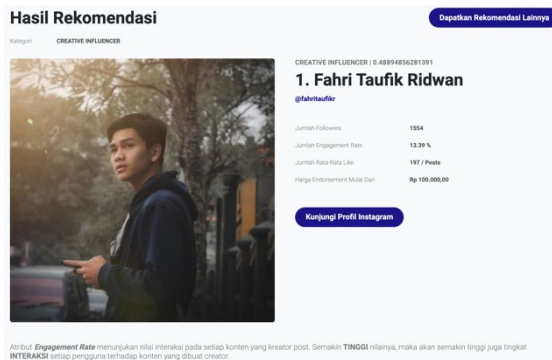 Hasil Rekomendasi
Dapatkan Rekomendasi Lainnya
Kategori CREATIVE INFLUENCER
CREATIVE INFLUENCER | 0.48894856281391
1. Fahri Taufik Ridwan
@fahritaufikr
Jumlah Followers 1554
Jumlah Engagement Rate 13.39 %
Jumlah Rata-Rata Like 197 / Posts
Harga Endorsement Mulai Dari Rp 100.000,00
Kunjungi Profil Instagram
Atribut Engagement Rate menunjukan nilai interaksi pada setiap konten yang kreator post. Semakin TINGGI nilainya, maka akan semakin tinggi juga tingkat
INTERAKSI setiap pengguna terhadap konten yang dibuat creator.